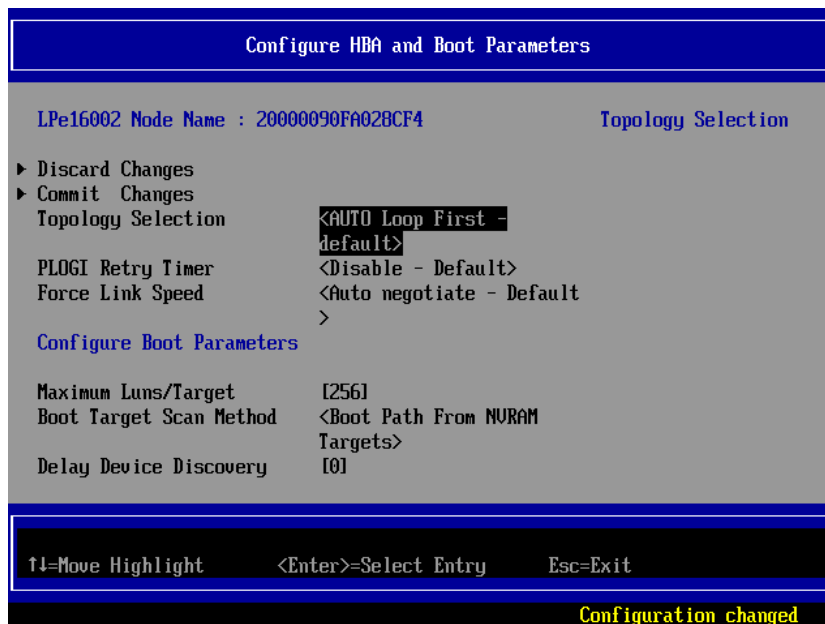 Configure HBA and Boot Parameters
LPe16002 Node Name : 20000090FA028CF4 Topology Selection
Discard Changes
Commit Changes
Topology Selection <AUTO Loop First -
default>
PLOGI Retry Timer <Disable - Default>
Force Link Speed <Auto negotiate - Default
>
Configure Boot Parameters
Maximum Luns/Target [256]
Boot Target Scan Method <Boot Path From NVRAM
Targets>
Delay Device Discovery [0]
↑↓=Move Highlight <Enter>=Select Entry Esc=Exit
Configuration changed